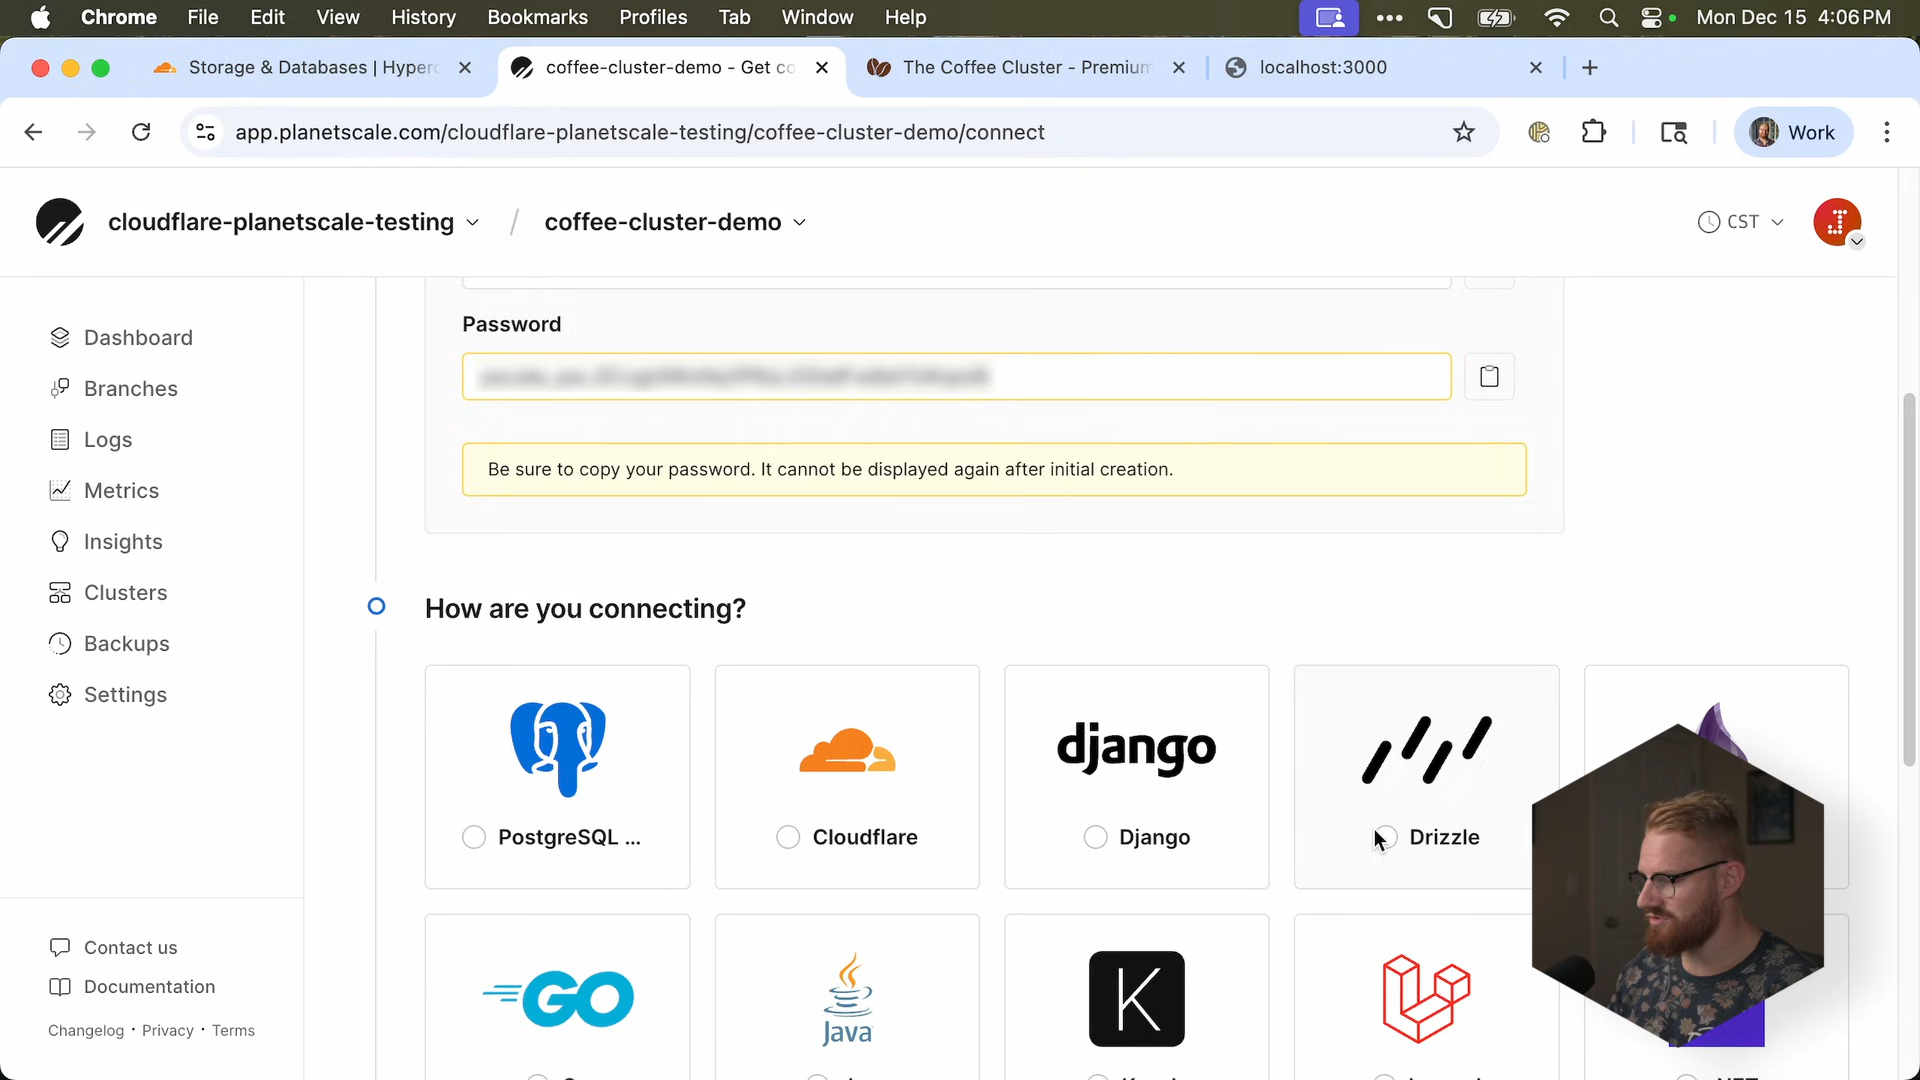 Chrome File Edit View History Bookmarks Profiles Tab Window Help Mon Dec 15 4:06 PM
Storage & Databases | Hyper coffee-cluster-demo - Get co The Coffee Cluster - Premium localhost:3000
app.planetscale.com/cloudflare-planetscale-testing/coffee-cluster-demo/connect Work
cloudflare-planetscale-testing / coffee-cluster-demo CST
Dashboard
Branches
Logs
Metrics
Insights
Clusters
Backups
Settings
Contact us
Documentation
Changelog · Privacy · Terms
Password
Be sure to copy your password. It cannot be displayed again after initial creation.
How are you connecting?
django
PostgreSQL ... Cloudflare Django Drizzle
GO Java K